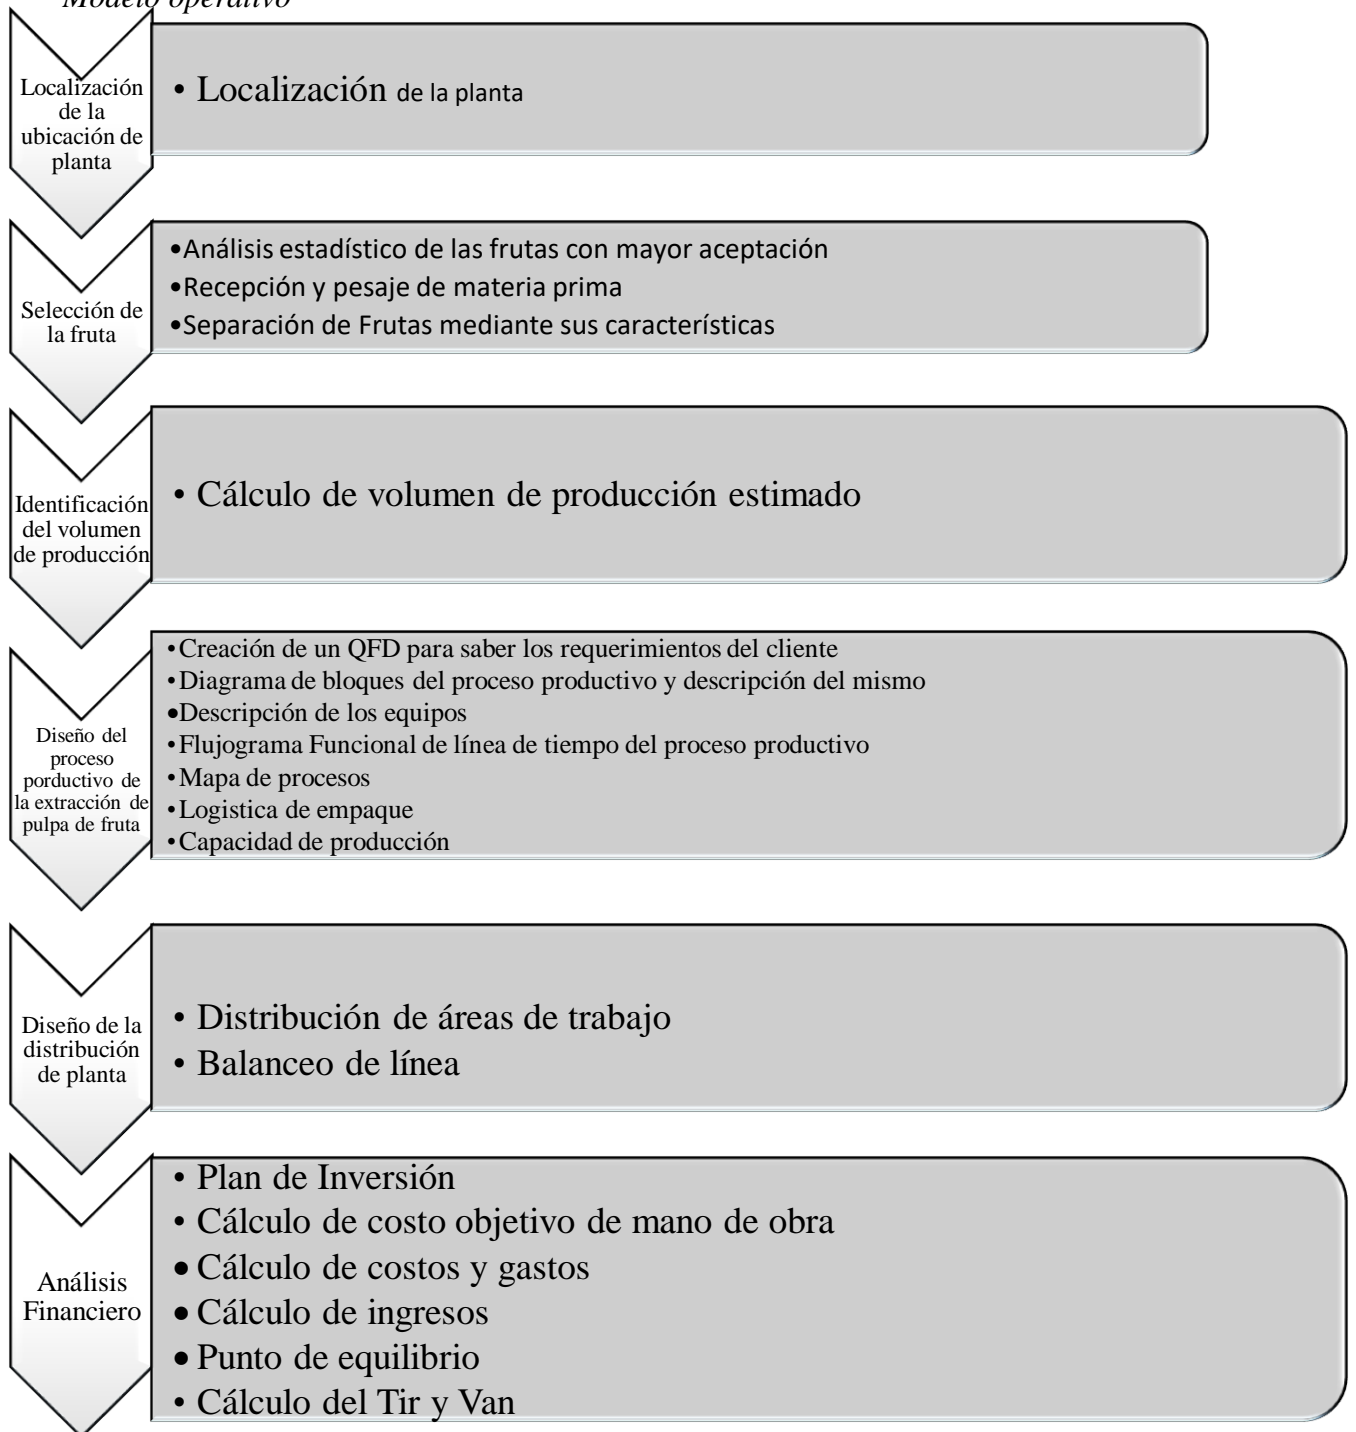 Modelo operativo
Localización
de la
ubicación de
planta
• Localización de la planta
Selección de
la fruta
•Análisis estadístico de las frutas con mayor aceptación
•Recepción y pesaje de materia prima
•Separación de Frutas mediante sus características
Identificación
del volumen
de producción
• Cálculo de volumen de producción estimado
Diseño del
proceso
porductivo de
la extracción de
pulpa de fruta
•Creación de un QFD para saber los requerimientos del cliente
•Diagrama de bloques del proceso productivo y descripción del mismo
•Descripción de los equipos
•Flujograma Funcional de línea de tiempo del proceso productivo
•Mapa de procesos
•Logistica de empaque
•Capacidad de producción
Diseño de la
distribución
de planta
• Distribución de áreas de trabajo
• Balanceo de línea
Análisis
Financiero
• Plan de Inversión
• Cálculo de costo objetivo de mano de obra
• Cálculo de costos y gastos
• Cálculo de ingresos
• Punto de equilibrio
• Cálculo del Tir y Van